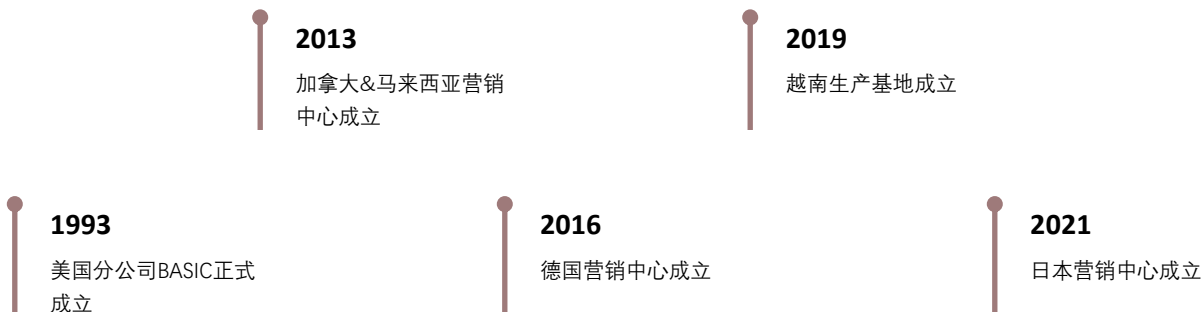 2013
加拿大&马来西亚营销
中心成立
2019
越南生产基地成立
1993
美国分公司BASIC正式
成立
2016
德国营销中心成立
2021
日本营销中心成立